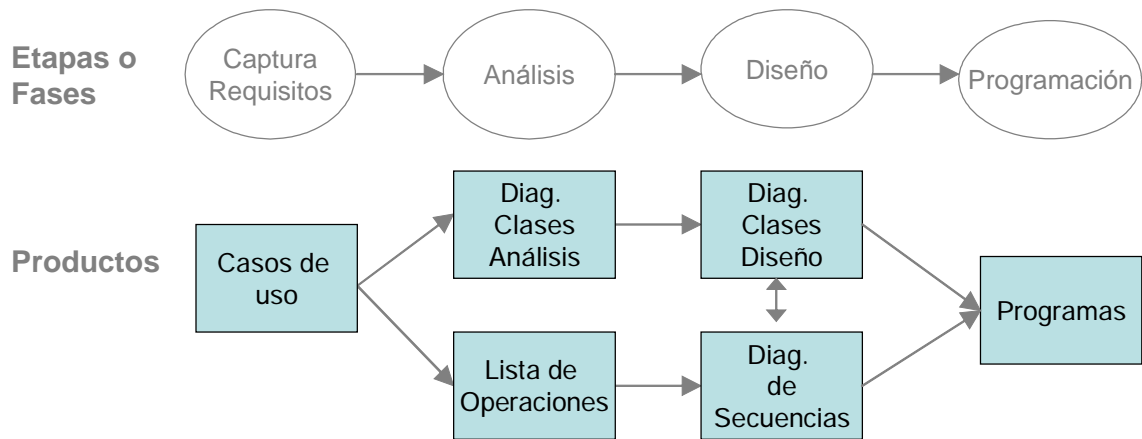 Etapas o
Fases
Captura
Requisitos
Análisis
Diseño
Programación
Productos
Casos de
uso
Diag.
Clases
Análisis
Diag.
Clases
Diseño
Lista de
Operaciones
Diag.
de
Secuencias
Programas